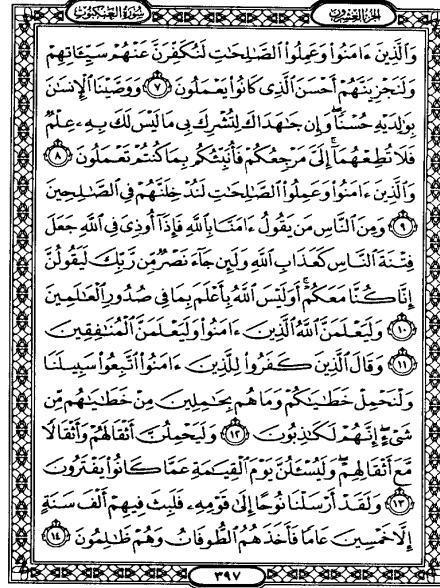 سورة العنكبوت الجزء العشرون
وَالَّذِينَ ءَامَنُوا۟ وَعَمِلُوا۟ الصَّـٰلِحَـٰتِ لَنُكَفِّرَنَّ عَنْهُمْ سَيِّـَٔاتِهِمْ
وَلَنَجْزِيَنَّهُمْ أَحْسَنَ الَّذِى كَانُوا۟ يَعْمَلُونَ ٧ وَوَصَّيْنَا الْإِنسَـٰنَ
بِوَٰلِدَيْهِ حُسْنًا ۖ وَإِن جَـٰهَدَاكَ لِتُشْرِكَ بِى مَا لَيْسَ لَكَ بِهِۦ عِلْمٌ
فَلَا تُطِعْهُمَا ۚ إِلَىَّ مَرْجِعُكُمْ فَأُنَبِّئُكُم بِمَا كُنتُمْ تَعْمَلُونَ ٨
وَالَّذِينَ ءَامَنُوا۟ وَعَمِلُوا۟ الصَّـٰلِحَـٰتِ لَنُدْخِلَنَّهُمْ فِى الصَّـٰلِحِينَ
٩ وَمِنَ النَّاسِ مَن يَقُولُ ءَامَنَّا بِاللَّهِ فَإِذَآ أُوذِىَ فِى اللَّهِ جَعَلَ
فِتْنَةَ النَّاسِ كَعَذَابِ اللَّهِ وَلَئِن جَآءَ نَصْرٌ مِّن رَّبِّكَ لَيَقُولُنَّ
إِنَّا كُنَّا مَعَكُمْ ۚ أَوَلَيْسَ اللَّهُ بِأَعْلَمَ بِمَا فِى صُدُورِ الْعَـٰلَمِينَ
١٠ وَلَيَعْلَمَنَّ اللَّهُ الَّذِينَ ءَامَنُوا۟ وَلَيَعْلَمَنَّ الْمُنَـٰفِقِينَ
١١ وَقَالَ الَّذِينَ كَفَرُوا۟ لِلَّذِينَ ءَامَنُوا۟ اتَّبِعُوا۟ سَبِيلَنَا
وَلْنَحْمِلْ خَطَـٰيَـٰكُمْ وَمَا هُم بِحَـٰمِلِينَ مِنْ خَطَـٰيَـٰهُم مِّن
شَىْءٍ ۖ إِنَّهُمْ لَكَـٰذِبُونَ ١٢ وَلَيَحْمِلُنَّ أَثْقَالَهُمْ وَأَثْقَالًا
مَّعَ أَثْقَالِهِمْ ۖ وَلَيُسْـَٔلُنَّ يَوْمَ الْقِيَـٰمَةِ عَمَّا كَانُوا۟ يَفْتَرُونَ
١٣ وَلَقَدْ أَرْسَلْنَا نُوحًا إِلَىٰ قَوْمِهِۦ فَلَبِثَ فِيهِمْ أَلْفَ سَنَةٍ
إِلَّا خَمْسِينَ عَامًا فَأَخَذَهُمُ الطُّوفَانُ وَهُمْ ظَـٰلِمُونَ ١٤
٣٩٧